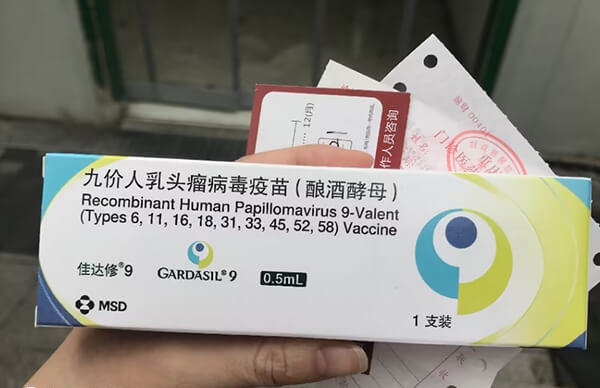 九价人乳头瘤病毒疫苗（酿酒酵母）
Recombinant Human Papillomavirus 9-Valent
(Types 6, 11, 16, 18, 31, 33, 45, 52, 58) Vaccine
佳达修®9
GARDASIL®9
0.5mL
MSD
1 支装
12(月)
作人员咨询